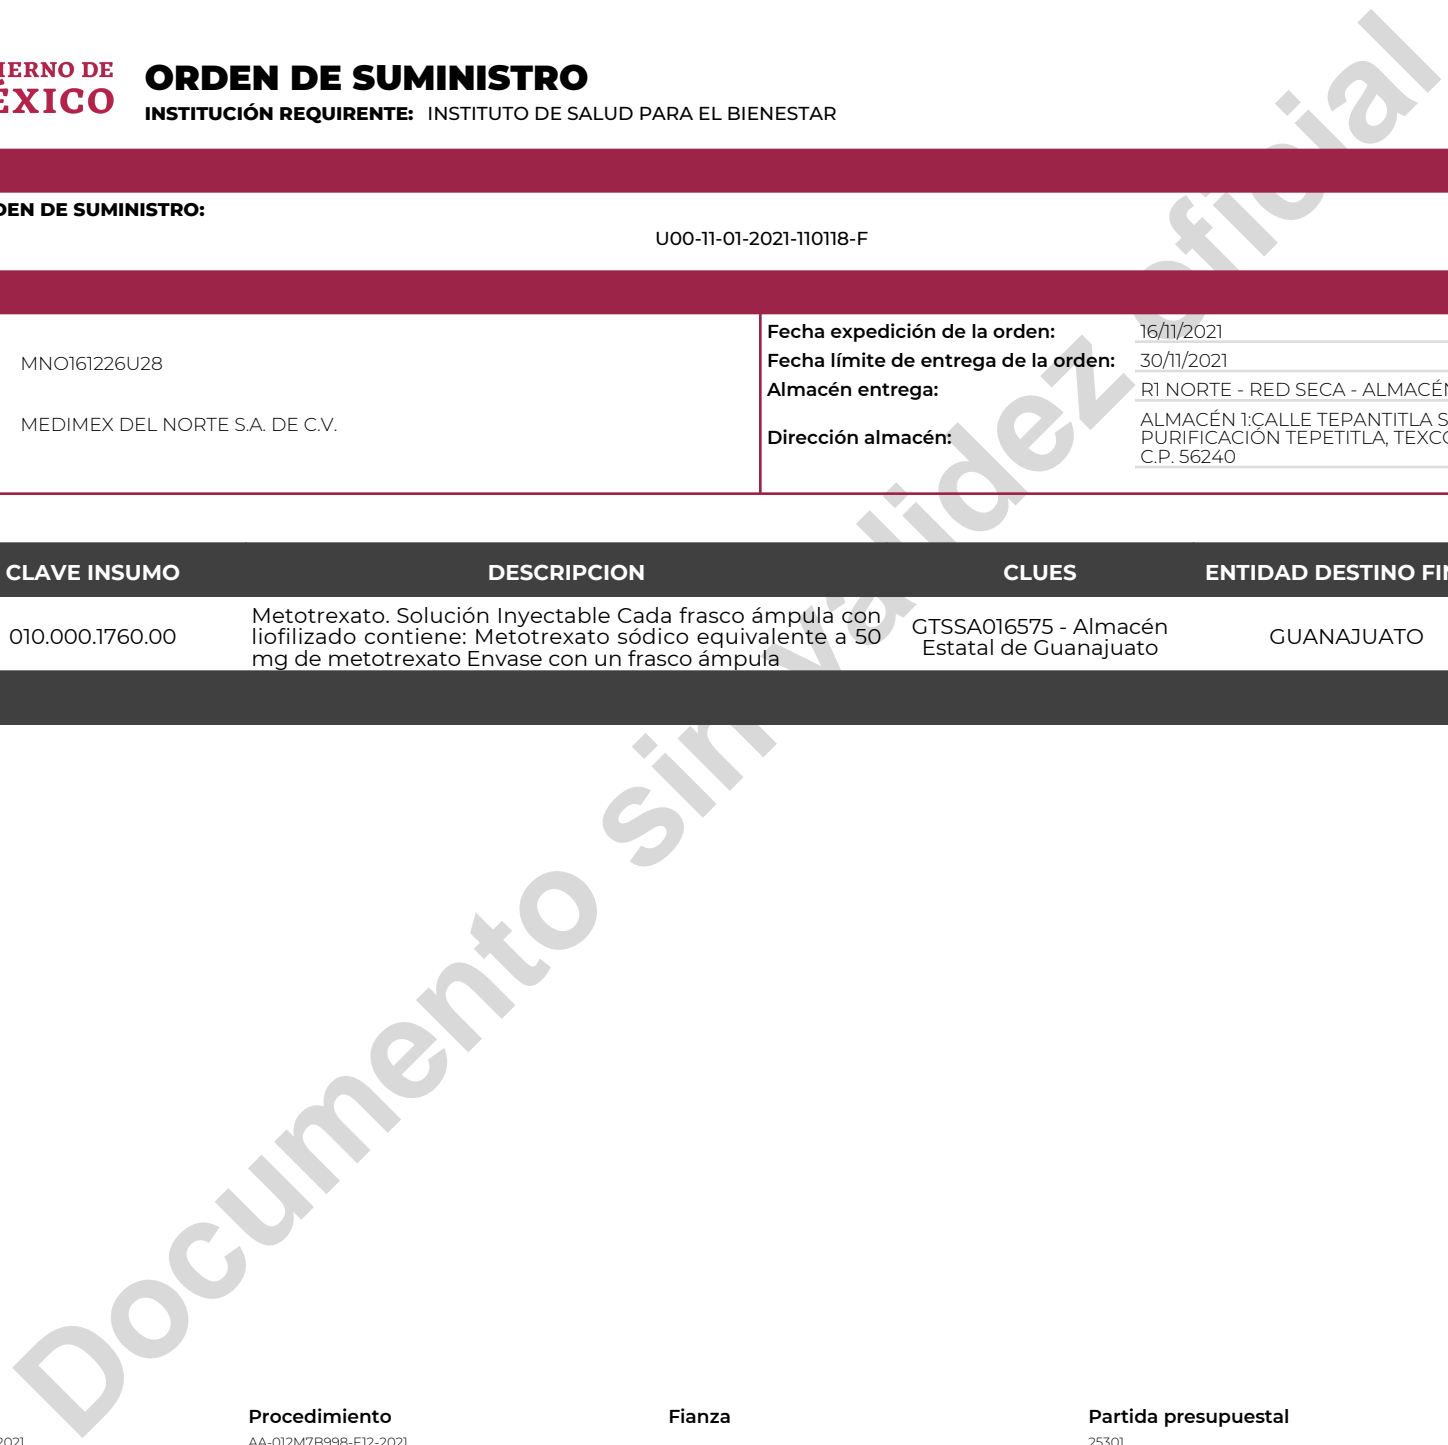 ORDEN DE SUMINISTRO
INSTITUCIÓN REQUIRENTE: INSTITUTO DE SALUD PARA EL BIENESTAR
DE
DE SUMINISTRO:
U00-11-01-2021-110118-F
MNO161226U28
MEDIMEX DEL NORTE S.A. DE C.V.
Fecha expedición de la orden: 16/11/2021
Fecha límite de entrega de la orden: 30/11/2021
Almacén entrega: R1 NORTE - RED SECA - ALMACÉN
Dirección almacén: ALMACÉN 1:CALLE TEPANTITLA
PURIFICACIÓN TEPETITLA,
C.P. 56240
CLAVE INSUMO DESCRIPCION CLUES ENTIDAD DESTINO
010.000.1760.00
Metotrexato. Solución Inyectable Cada frasco ámpula con
liofilizado contiene: Metotrexato sódico equivalente a 50
mg de metotrexato Envase con un frasco ámpula
GTSSA016575 - Almacén
Estatal de Guanajuato
GUANAJUATO
Documento sin validez oficial
Procedimiento Fianza Partida presupuestal
AA-012M7B998-E12-2021 25301